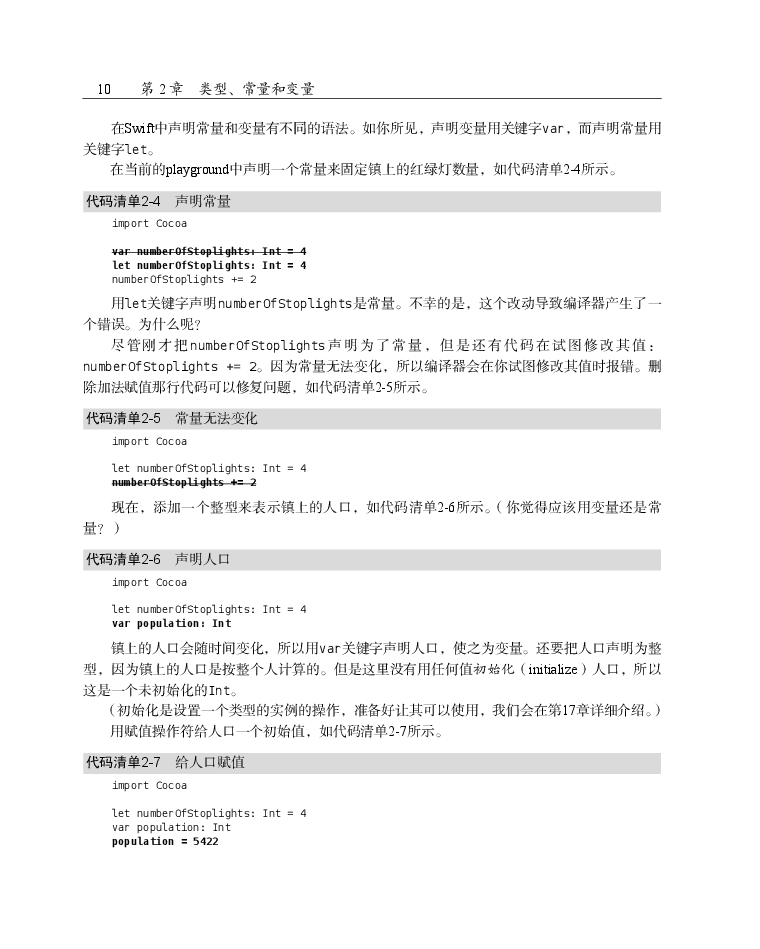 10 第 2 章 类型、常量和变量
在Swift中声明常量和变量有不同的语法。如你所见，声明变量用关键字var，而声明常量用
关键字let。
在当前的playground中声明一个常量来固定镇上的红绿灯数量，如代码清单2-4所示。
代码清单2-4 声明常量
import Cocoa
var numberOfStoplights: Int = 4
let numberOfStoplights: Int = 4
numberOfStoplights += 2
用let关键字声明numberOfStoplights是常量。不幸的是，这个改动导致编译器产生了一
个错误。为什么呢？
尽管刚才把numberOfStoplights声明为了常量，但是还有代码在试图修改其值：
numberOfStoplights += 2。因为常量无法变化，所以编译器会在你试图修改其值时报错。删
除加法赋值那行代码可以修复问题，如代码清单2-5所示。
代码清单2-5 常量无法变化
import Cocoa
let numberOfStoplights: Int = 4
numberOfStoplights += 2
现在，添加一个整型来表示镇上的人口，如代码清单2-6所示。（你觉得应该用变量还是常
量？）
代码清单2-6 声明人口
import Cocoa
let numberOfStoplights: Int = 4
var population: Int
镇上的人口会随时间变化，所以用var关键字声明人口，使之为变量。还要把人口声明为整
型，因为镇上的人口是按整个人计算的。但是这里没有用任何值初始化（initialize）人口，所以
这是一个未初始化的Int。
（初始化是设置一个类型的实例的操作，准备好让其可以使用，我们会在第17章详细介绍。）
用赋值操作符给人口一个初始值，如代码清单2-7所示。
代码清单2-7 给人口赋值
import Cocoa
let numberOfStoplights: Int = 4
var population: Int
population = 5422